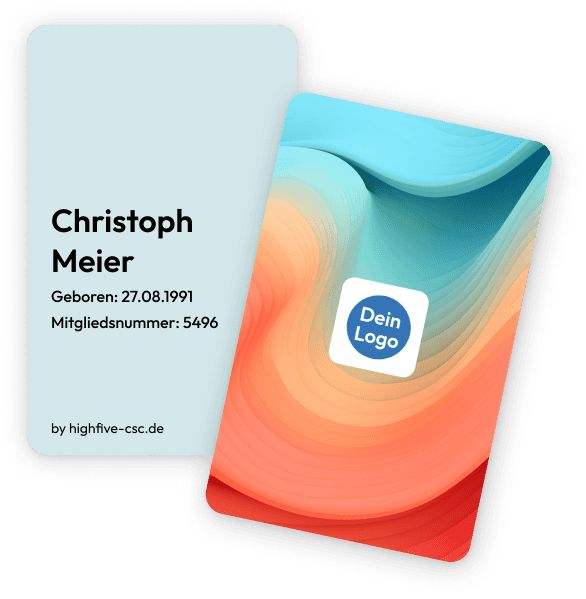 Christoph
Meier
Geboren: 27.08.1991
Mitgliedsnummer: 5496
by highfive-csc.de
Dein
Logo